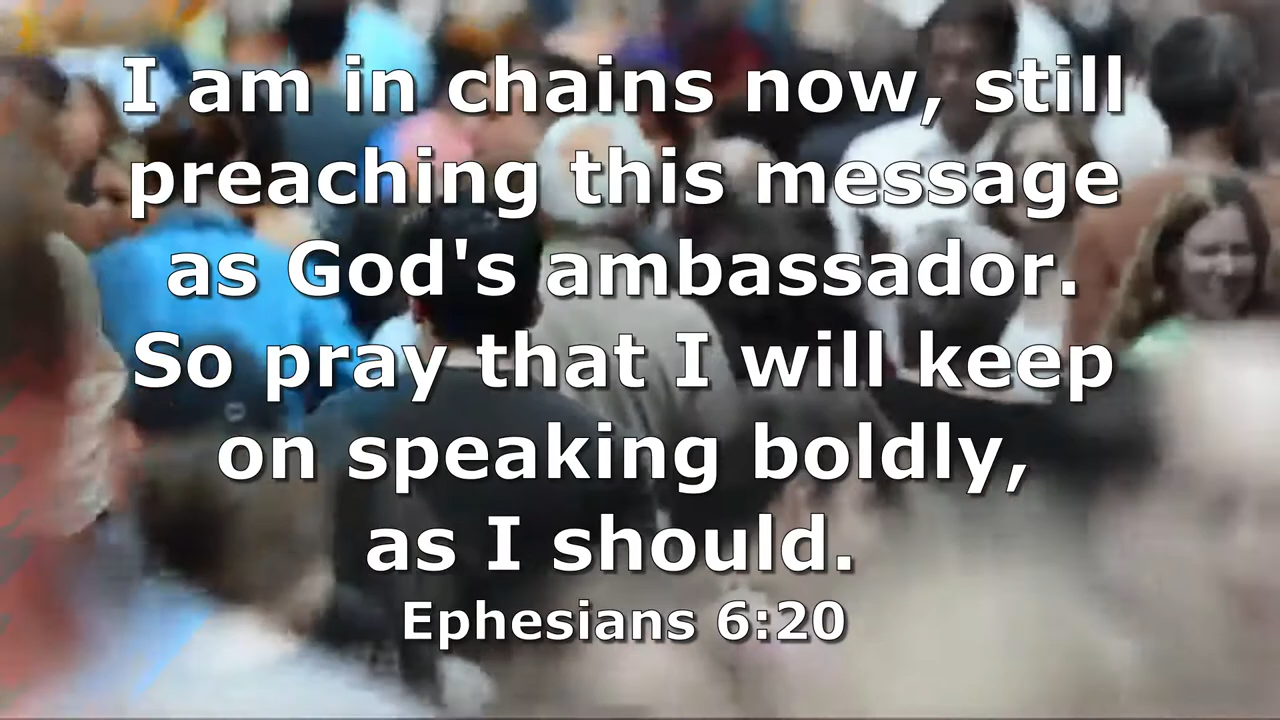 I am in chains now, still
preaching this message
as God's ambassador.
So pray that I will keep
on speaking boldly,
as I should.
Ephesians 6:20